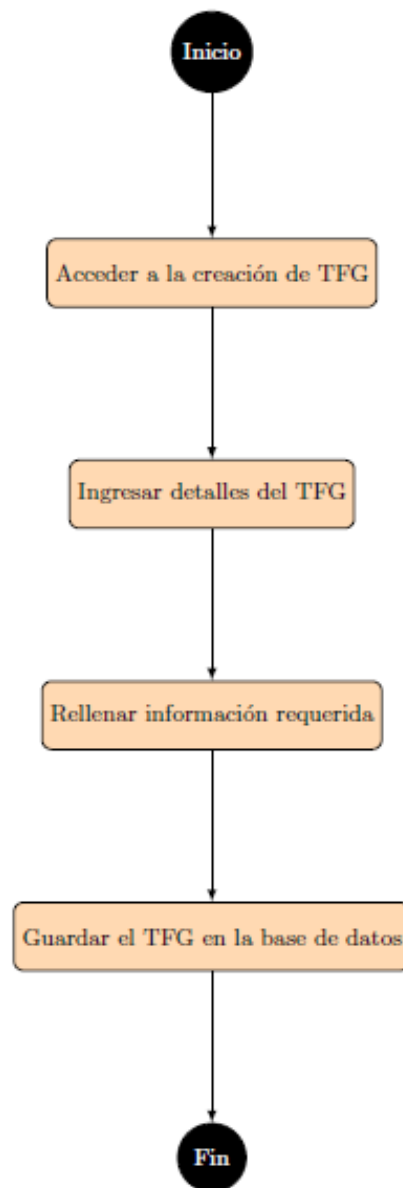 Inicio
Acceder a la creación de TFG
Ingresar detalles del TFG
Rellenar información requerida
Guardar el TFG en la base de datos
Fin